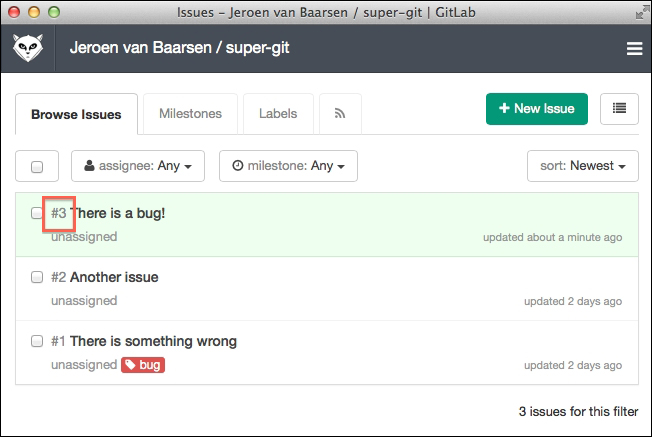 Issues - Jeroen van Baarsen / super-git | GitLab
Jeroen van Baarsen / super-git
Browse Issues Milestones Labels + New Issue
assignee: Any milestone: Any sort: Newest
#3 There is a bug!
unassigned updated about a minute ago
#2 Another issue
unassigned updated 2 days ago
#1 There is something wrong
unassigned bug updated 2 days ago
3 issues for this filter